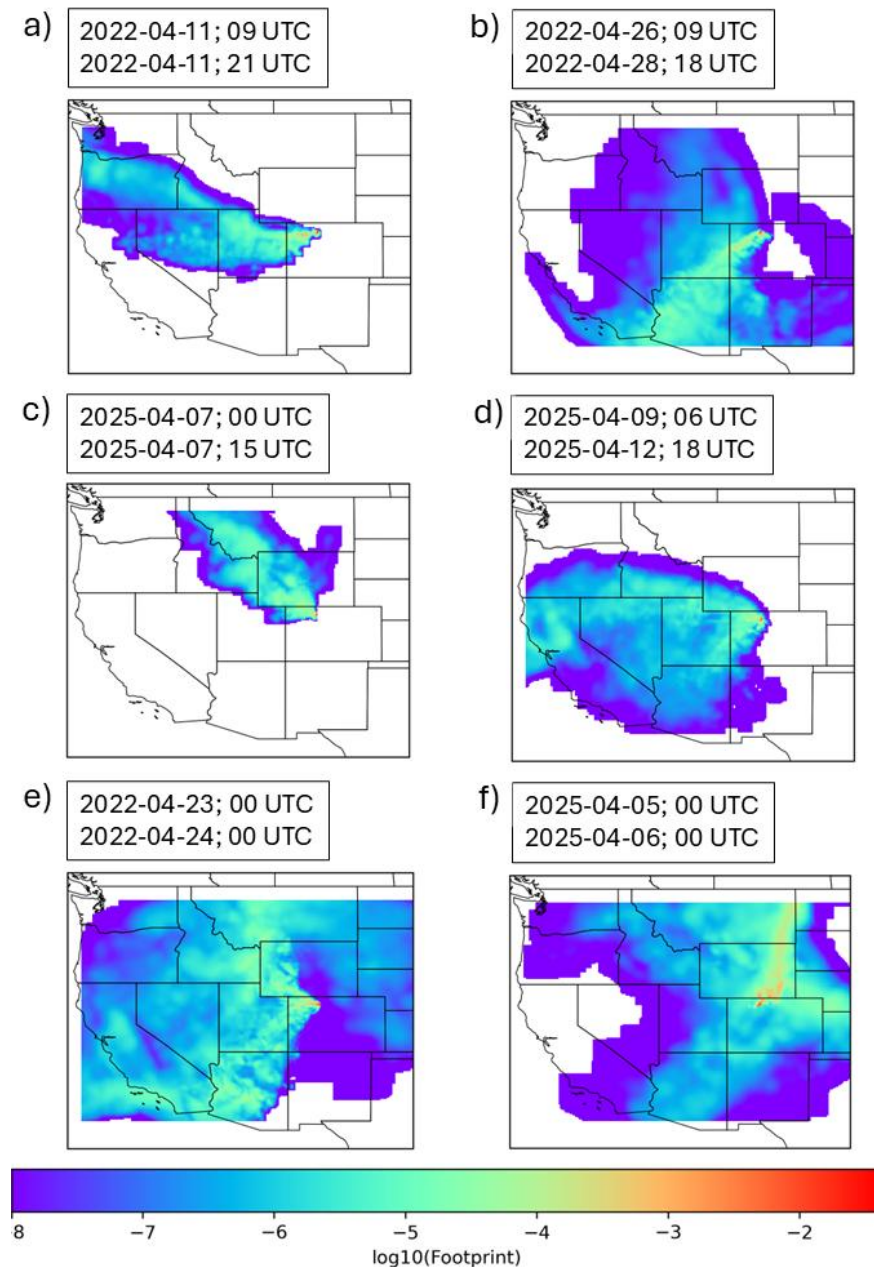 a)
2022-04-11; 09 UTC
2022-04-11; 21 UTC
b)
2022-04-26; 09 UTC
2022-04-28; 18 UTC
c)
2025-04-07; 00 UTC
2025-04-07; 15 UTC
d)
2025-04-09; 06 UTC
2025-04-12; 18 UTC
e)
2022-04-23; 00 UTC
2022-04-24; 00 UTC
f)
2025-04-05; 00 UTC
2025-04-06; 00 UTC
8 −7 −6 −5 −4 −3 −2
log10(Footprint)